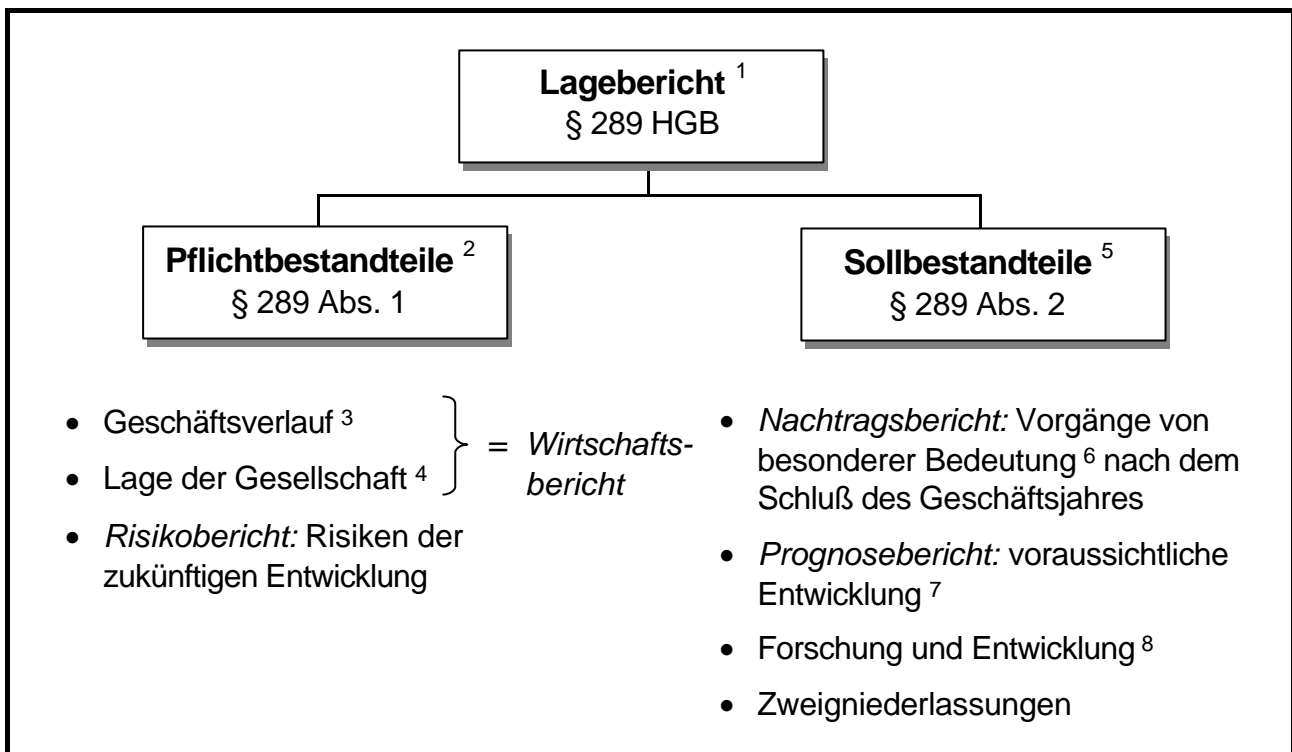 Lagebericht 1
§ 289 HGB
Pflichtbestandteile 2
§ 289 Abs. 1
Sollbestandteile 5
§ 289 Abs. 2
• Geschäftsverlauf 3
• Lage der Gesellschaft 4
= Wirtschafts-
bericht
• Risikobericht: Risiken der
zukünftigen Entwicklung
• Nachtragsbericht: Vorgänge von
besonderer Bedeutung 6 nach dem
Schluß des Geschäftsjahres
• Prognosebericht: voraussichtliche
Entwicklung 7
• Forschung und Entwicklung 8
• Zweigniederlassungen